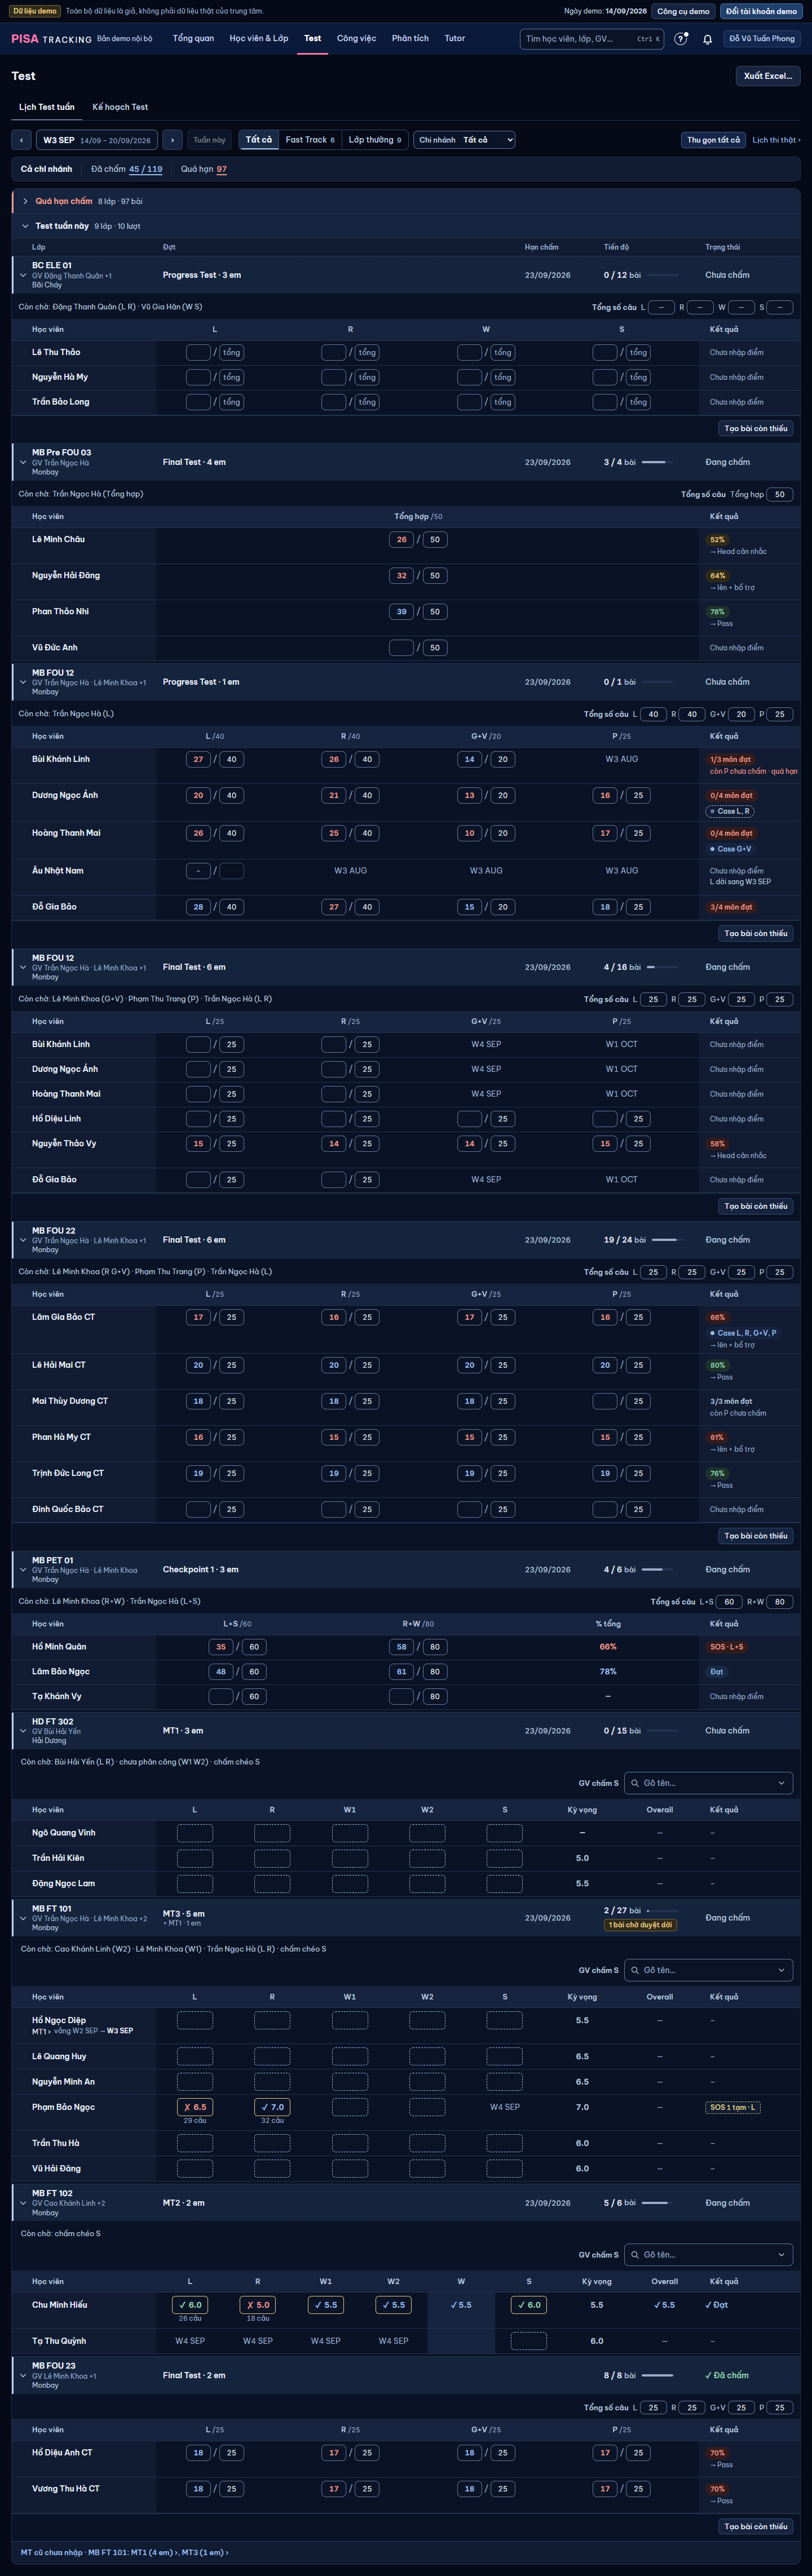 Dữ liệu demo Toàn bộ dữ liệu là giả, không phải dữ liệu thật của trung tâm. Ngày demo: 14/09/2026 Công cụ demo Đổi tài khoản demo
PISA TRACKING Bản demo nội bộ Tổng quan Học viên & Lớp Test Công việc Phân tích Tutor Tìm học viên, lớp, GV... Ctrl K ? Đỗ Vũ Tuấn Phong
Test Xuất Excel...
Lịch Test tuần Kế hoạch Test
‹ W3 SEP 14/09 – 20/09/2026 › Tuần này Tất cả Fast Track 6 Lớp thường 9 Chi nhánh Tất cả Thu gọn tất cả Lịch thi thật ›
Cả chi nhánh Đã chấm 45 / 119 Quá hạn 97
Quá hạn chấm 8 lớp · 97 bài
Test tuần này 9 lớp · 10 lượt
Lớp Đợt Hạn chấm Tiến độ Trạng thái
BC ELE 01
GV Đặng Thanh Quân +1
Bãi Cháy
Progress Test · 3 em 23/09/2026 0 / 12 bài Chưa chấm
Còn chờ: Đặng Thanh Quân (L R) · Vũ Gia Hân (W S) Tổng số câu L — R — W — S —
Học viên L R W S Kết quả
Lê Thu Thảo / tổng / tổng / tổng / tổng Chưa nhập điểm
Nguyễn Hà My / tổng / tổng / tổng / tổng Chưa nhập điểm
Trần Bảo Long / tổng / tổng / tổng / tổng Chưa nhập điểm
Tạo bài còn thiếu
MB Pre FOU 03
GV Trần Ngọc Hà
Monbay
Final Test · 4 em 23/09/2026 3 / 4 bài Đang chấm
Còn chờ: Trần Ngọc Hà (Tổng hợp) Tổng số câu Tổng hợp 50
Học viên Tổng hợp /50 Kết quả
Lê Minh Châu 26 / 50 52%
→ Head cân nhắc
Nguyễn Hải Đăng 32 / 50 64%
→ lên + bổ trợ
Phan Thảo Nhi 39 / 50 78%
→ Pass
Vũ Đức Anh / 50 Chưa nhập điểm
MB FOU 12
GV Trần Ngọc Hà · Lê Minh Khoa +1
Monbay
Progress Test · 1 em 23/09/2026 0 / 1 bài Chưa chấm
Còn chờ: Trần Ngọc Hà (L) Tổng số câu L 40 R 40 G+V 20 P 25
Học viên L /40 R /40 G+V /20 P /25 Kết quả
Bùi Khánh Linh 27 / 40 26 / 40 14 / 20 W3 AUG 1/3 môn đạt
còn P chưa chấm · quá hạn
Dương Ngọc Ánh 20 / 40 21 / 40 13 / 20 16 / 25 0/4 môn đạt
Case L, R
Hoàng Thanh Mai 26 / 40 25 / 40 10 / 20 17 / 25 0/4 môn đạt
Case G+V
Âu Nhật Nam - / W3 AUG W3 AUG W3 AUG Chưa nhập điểm
L dời sang W3 SEP
Đỗ Gia Bảo 28 / 40 27 / 40 15 / 20 18 / 25 3/4 môn đạt
Tạo bài còn thiếu
MB FOU 12
GV Trần Ngọc Hà · Lê Minh Khoa +1
Monbay
Final Test · 6 em 23/09/2026 4 / 16 bài Đang chấm
Còn chờ: Lê Minh Khoa (G+V) · Phạm Thu Trang (P) · Trần Ngọc Hà (L R) Tổng số câu L 25 R 25 G+V 25 P 25
Học viên L /25 R /25 G+V /25 P /25 Kết quả
Bùi Khánh Linh / 25 / 25 W4 SEP W1 OCT Chưa nhập điểm
Dương Ngọc Ánh / 25 / 25 W4 SEP W1 OCT Chưa nhập điểm
Hoàng Thanh Mai / 25 / 25 W4 SEP W1 OCT Chưa nhập điểm
Hồ Diệu Linh / 25 / 25 / 25 / 25 Chưa nhập điểm
Nguyễn Thảo Vy 15 / 25 14 / 25 14 / 25 15 / 25 58%
→ Head cân nhắc
Đỗ Gia Bảo / 25 / 25 W4 SEP W1 OCT Chưa nhập điểm
Tạo bài còn thiếu
MB FOU 22
GV Trần Ngọc Hà · Lê Minh Khoa +1
Monbay
Final Test · 6 em 23/09/2026 19 / 24 bài Đang chấm
Còn chờ: Lê Minh Khoa (R G+V) · Phạm Thu Trang (P) · Trần Ngọc Hà (L) Tổng số câu L 25 R 25 G+V 25 P 25
Học viên L /25 R /25 G+V /25 P /25 Kết quả
Lâm Gia Bảo CT 17 / 25 16 / 25 17 / 25 16 / 25 66%
Case L, R, G+V, P
→ lên + bổ trợ
Lê Hải Mai CT 20 / 25 20 / 25 20 / 25 20 / 25 80%
→ Pass
Mai Thùy Dương CT 18 / 25 18 / 25 18 / 25 / 25 3/3 môn đạt
còn P chưa chấm
Phan Hà My CT 16 / 25 15 / 25 15 / 25 15 / 25 61%
→ lên + bổ trợ
Trịnh Đức Long CT 19 / 25 19 / 25 19 / 25 19 / 25 76%
→ Pass
Đinh Quốc Bảo CT / 25 / 25 / 25 / 25 Chưa nhập điểm
Tạo bài còn thiếu
MB PET 01
GV Trần Ngọc Hà · Lê Minh Khoa
Monbay
Checkpoint 1 · 3 em 23/09/2026 4 / 6 bài Đang chấm
Còn chờ: Lê Minh Khoa (R+W) · Trần Ngọc Hà (L+S) Tổng số câu L+S 60 R+W 80
Học viên L+S /60 R+W /80 % tổng Kết quả
Hồ Minh Quân 35 / 60 58 / 80 66% SOS · L+S
Lâm Bảo Ngọc 48 / 60 61 / 80 78% Đạt
Tạ Khánh Vy / 60 / 80 — Chưa nhập điểm
HD FT 302
GV Bùi Hải Yến
Hải Dương
MT1 · 3 em 23/09/2026 0 / 15 bài Chưa chấm
Còn chờ: Bùi Hải Yến (L R) · chưa phân công (W1 W2) · chấm chéo S
GV chấm S Gõ tên...
Học viên L R W1 W2 S Kỳ vọng Overall Kết quả
Ngô Quang Vinh — — –
Trần Hải Kiên 5.0 — –
Đặng Ngọc Lam 5.5 — –
MB FT 101
GV Trần Ngọc Hà · Lê Minh Khoa +2
Monbay
MT3 · 5 em
+ MT1 · 1 em
23/09/2026 2 / 27 bài
1 bài chờ duyệt dời
Đang chấm
Còn chờ: Cao Khánh Linh (W2) · Lê Minh Khoa (W1) · Trần Ngọc Hà (L R) · chấm chéo S
GV chấm S Gõ tên...
Học viên L R W1 W2 S Kỳ vọng Overall Kết quả
Hồ Ngọc Diệp 5.5 — –
MT1 › vắng W2 SEP → W3 SEP
Lê Quang Huy 6.5 — –
Nguyễn Minh An 6.5 — –
Phạm Bảo Ngọc ✗ 6.5 ✓ 7.0 W4 SEP 7.0 — SOS 1 tạm · L
29 câu 32 câu
Trần Thu Hà 6.0 — –
Vũ Hải Đăng 6.0 — –
MB FT 102
GV Cao Khánh Linh +2
Monbay
MT2 · 2 em 23/09/2026 5 / 6 bài Đang chấm
Còn chờ: chấm chéo S
GV chấm S Gõ tên...
Học viên L R W1 W2 W S Kỳ vọng Overall Kết quả
Chu Minh Hiếu ✓ 6.0 ✗ 5.0 ✓ 5.5 ✓ 5.5 ✓ 5.5 ✓ 6.0 5.5 ✓ 5.5 ✓ Đạt
26 câu 18 câu
Tạ Thu Quỳnh W4 SEP W4 SEP W4 SEP W4 SEP 6.0 — –
MB FOU 23
GV Lê Minh Khoa +1
Monbay
Final Test · 2 em 8 / 8 bài ✓ Đã chấm
Tổng số câu L 25 R 25 G+V 25 P 25
Học viên L /25 R /25 G+V /25 P /25 Kết quả
Hồ Diệu Anh CT 18 / 25 17 / 25 18 / 25 17 / 25 70%
→ Pass
Vương Thu Hà CT 18 / 25 17 / 25 18 / 25 17 / 25 70%
→ Pass
Tạo bài còn thiếu
MT cũ chưa nhập · MB FT 101: MT1 (4 em) ›, MT3 (1 em) ›